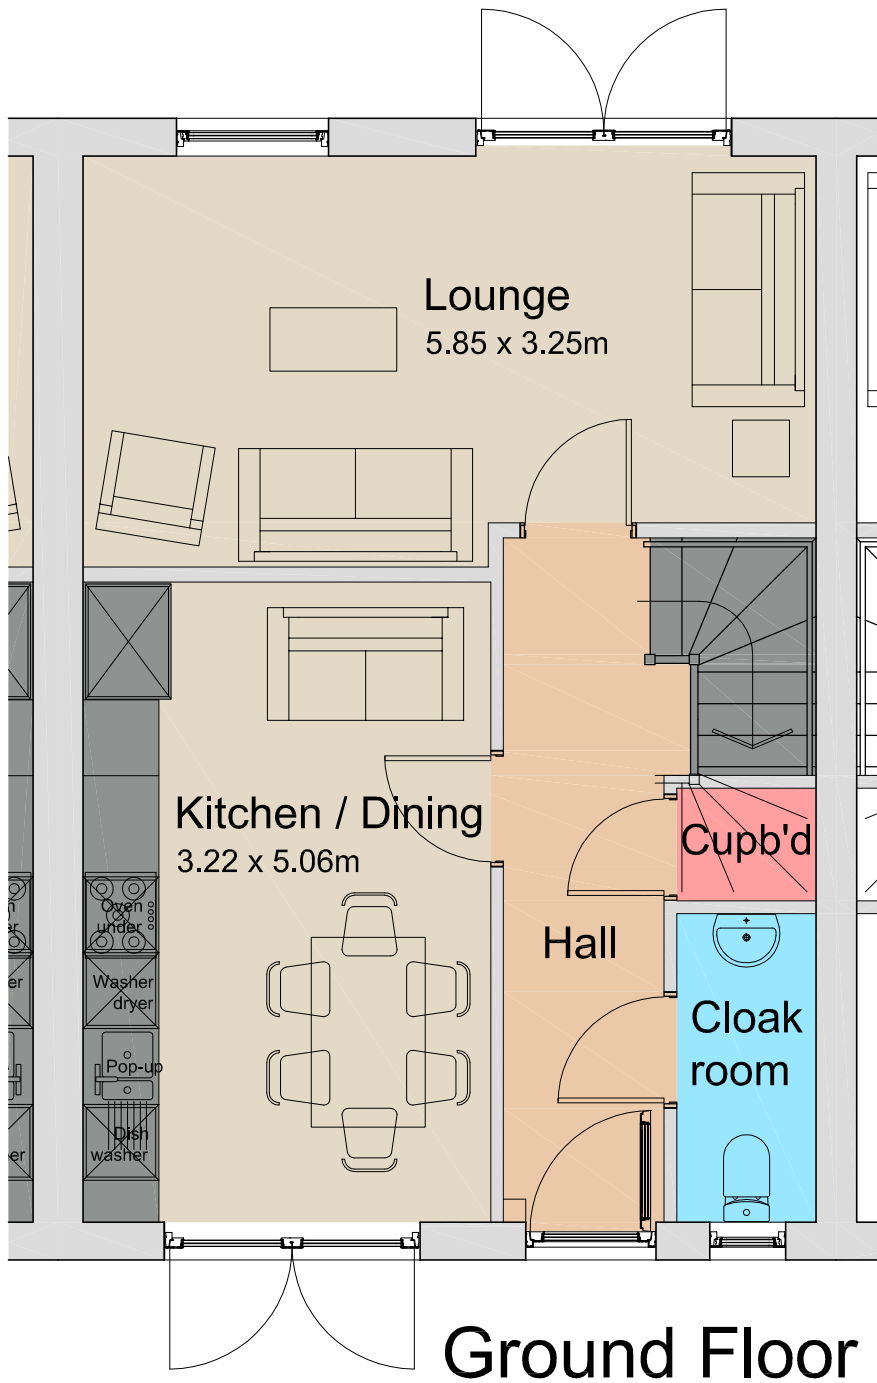 Lounge
5.85 x 3.25m
Kitchen / Dining
3.22 x 5.06m
Cupb'd
Oven
under
Hall
Washer
dryer
Cloak
room
Pop-up
Dish
washer
Ground Floor